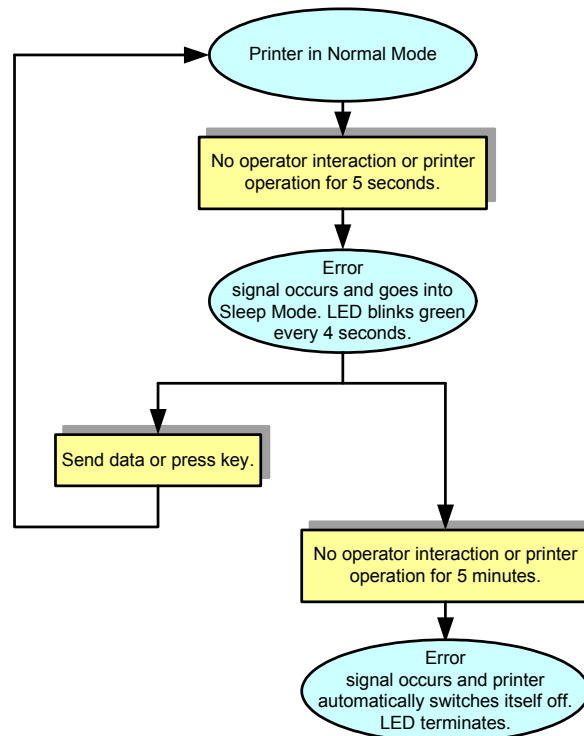 Printer in Normal Mode
No operator interaction or printer
operation for 5 seconds.
Error
signal occurs and goes into
Sleep Mode. LED blinks green
every 4 seconds.
Send data or press key.
No operator interaction or printer
operation for 5 minutes.
Error
signal occurs and printer
automatically switches itself off.
LED terminates.